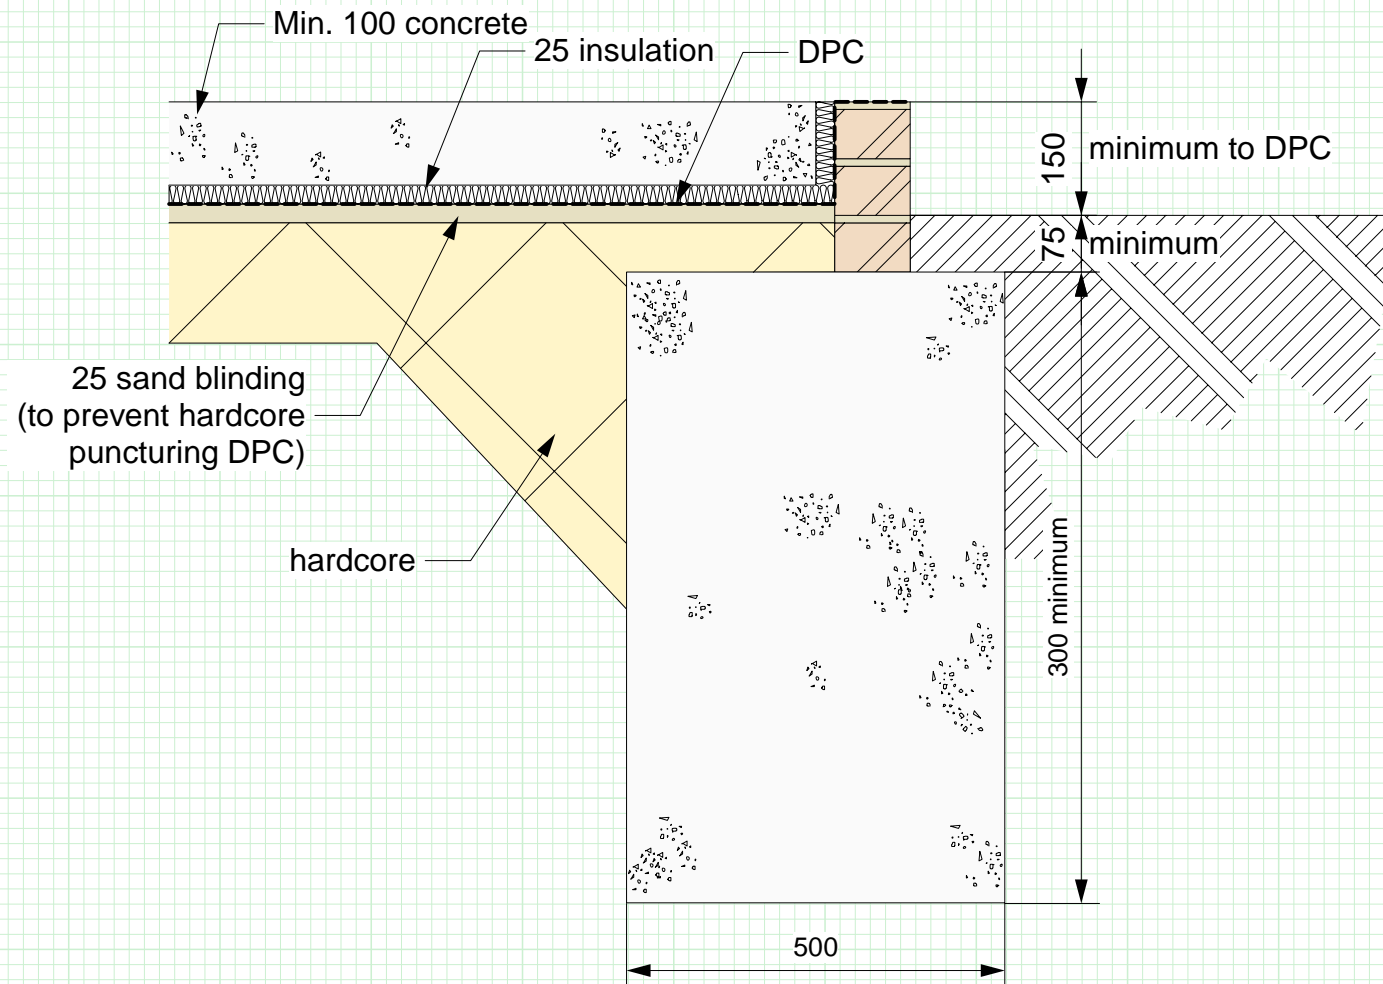 Min. 100 concrete
25 insulation
DPC
150
minimum to DPC
75
minimum
25 sand blinding
(to prevent hardcore
puncturing DPC)
hardcore
300 minimum
500